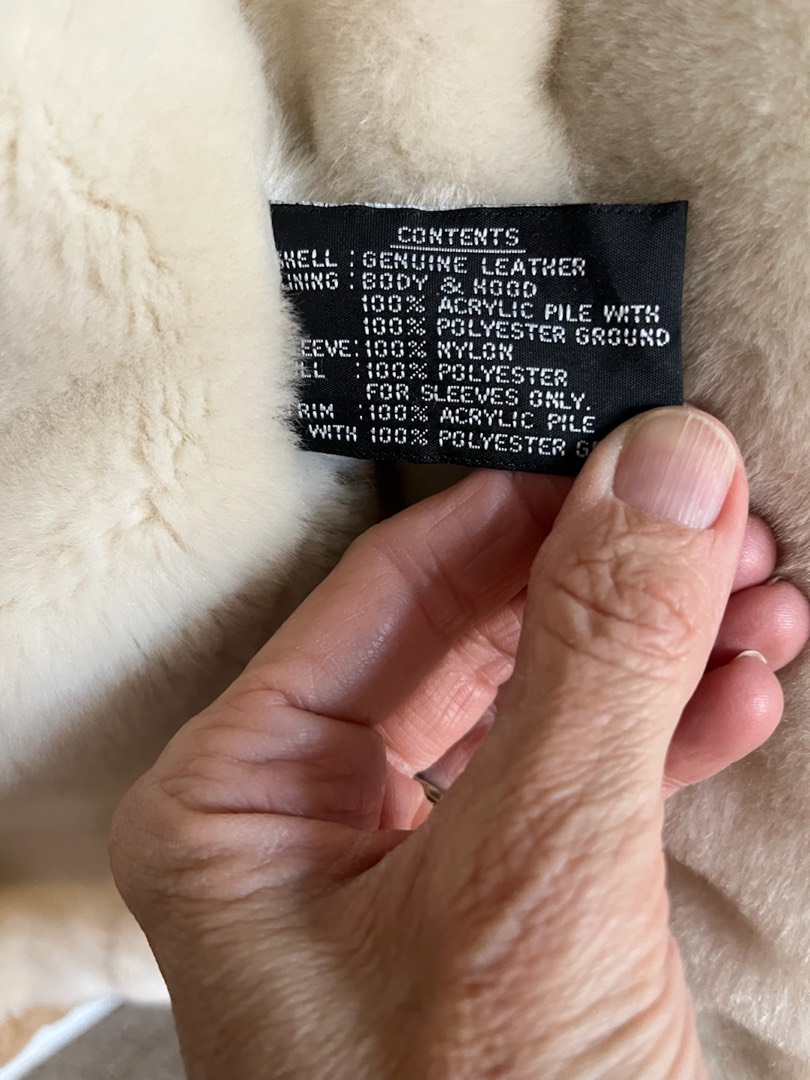 CONTENTS
HELL : GENUINE LEATHER
NING : BODY & HOOD
100% ACRYLIC PILE WITH
100% POLYESTER GROUND
EEVE: 100% NYLON
LL : 100% POLYESTER
FOR SLEEVES ONLY.
RIM : 100% ACRYLIC PILE
WITH 100% POLYESTER G